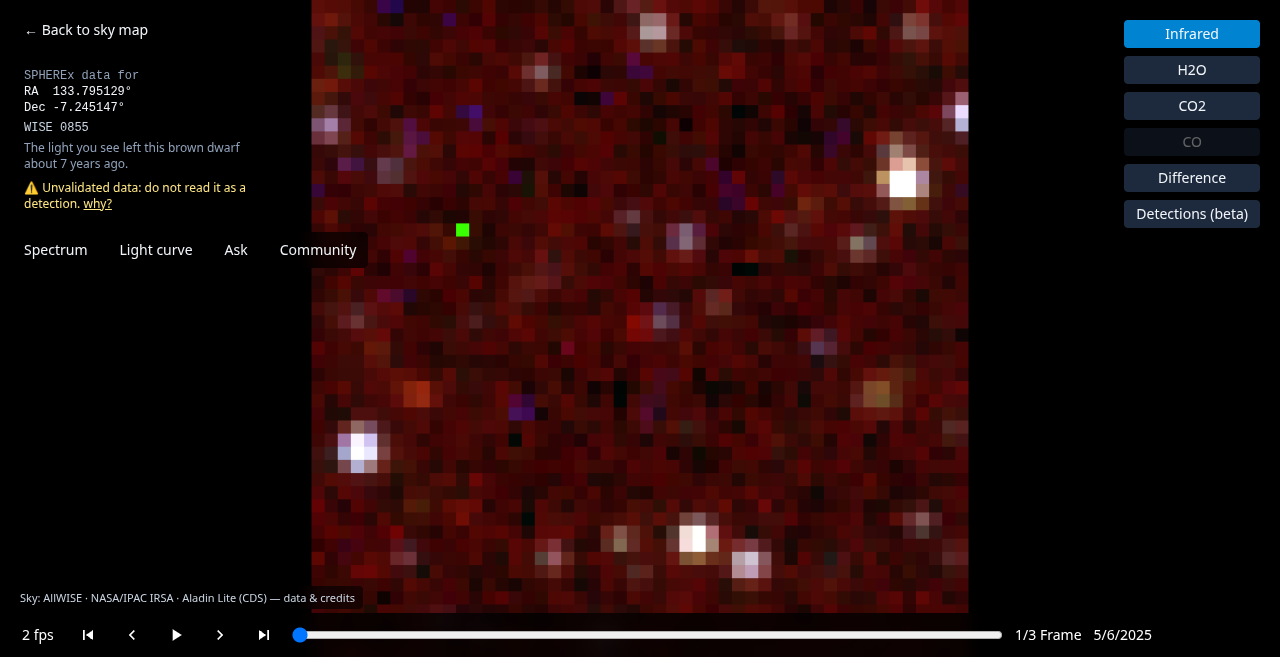 ← Back to sky map
SPHEREx data for
RA 133.795129°
Dec -7.245147°
WISE 0855
The light you see left this brown dwarf
about 7 years ago.
⚠️ Unvalidated data: do not read it as a
detection. why?
Spectrum
Light curve
Ask
Community
Infrared
H2O
CO2
CO
Difference
Detections (beta)
Sky: AllWISE · NASA/IPAC IRSA · Aladin Lite (CDS) — data & credits
2 fps
1/3 Frame 5/6/2025